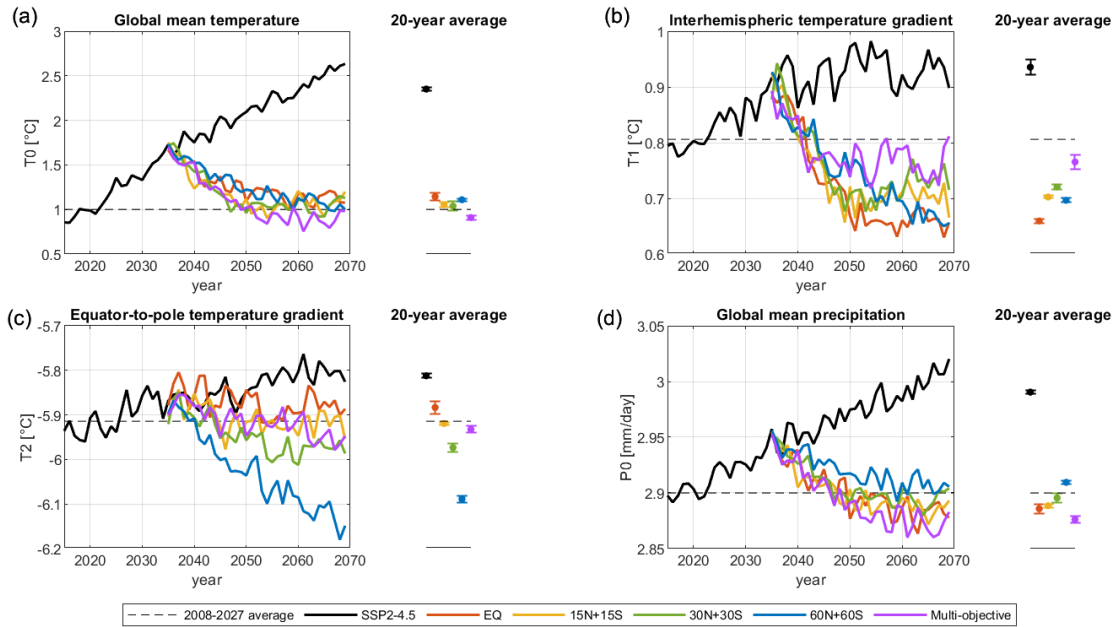 (a)
Global mean temperature
20-year average
3
2.5
2
1.5
1
0.5
T0 [°C]
2020 2030 2040 2050 2060 2070
year
(b)
Interhemispheric temperature gradient
20-year average
1
0.9
0.8
0.7
0.6
T1 [°C]
2020 2030 2040 2050 2060 2070
year
(c)
Equator-to-pole temperature gradient
20-year average
-5.7
-5.8
-5.9
-6
-6.1
-6.2
T2 [°C]
2020 2030 2040 2050 2060 2070
year
(d)
Global mean precipitation
20-year average
3.05
3
2.95
2.9
2.85
P0 [mm/day]
2020 2030 2040 2050 2060 2070
year
2008-2027 average SSP2-4.5 EQ 15N+15S 30N+30S 60N+60S Multi-objective